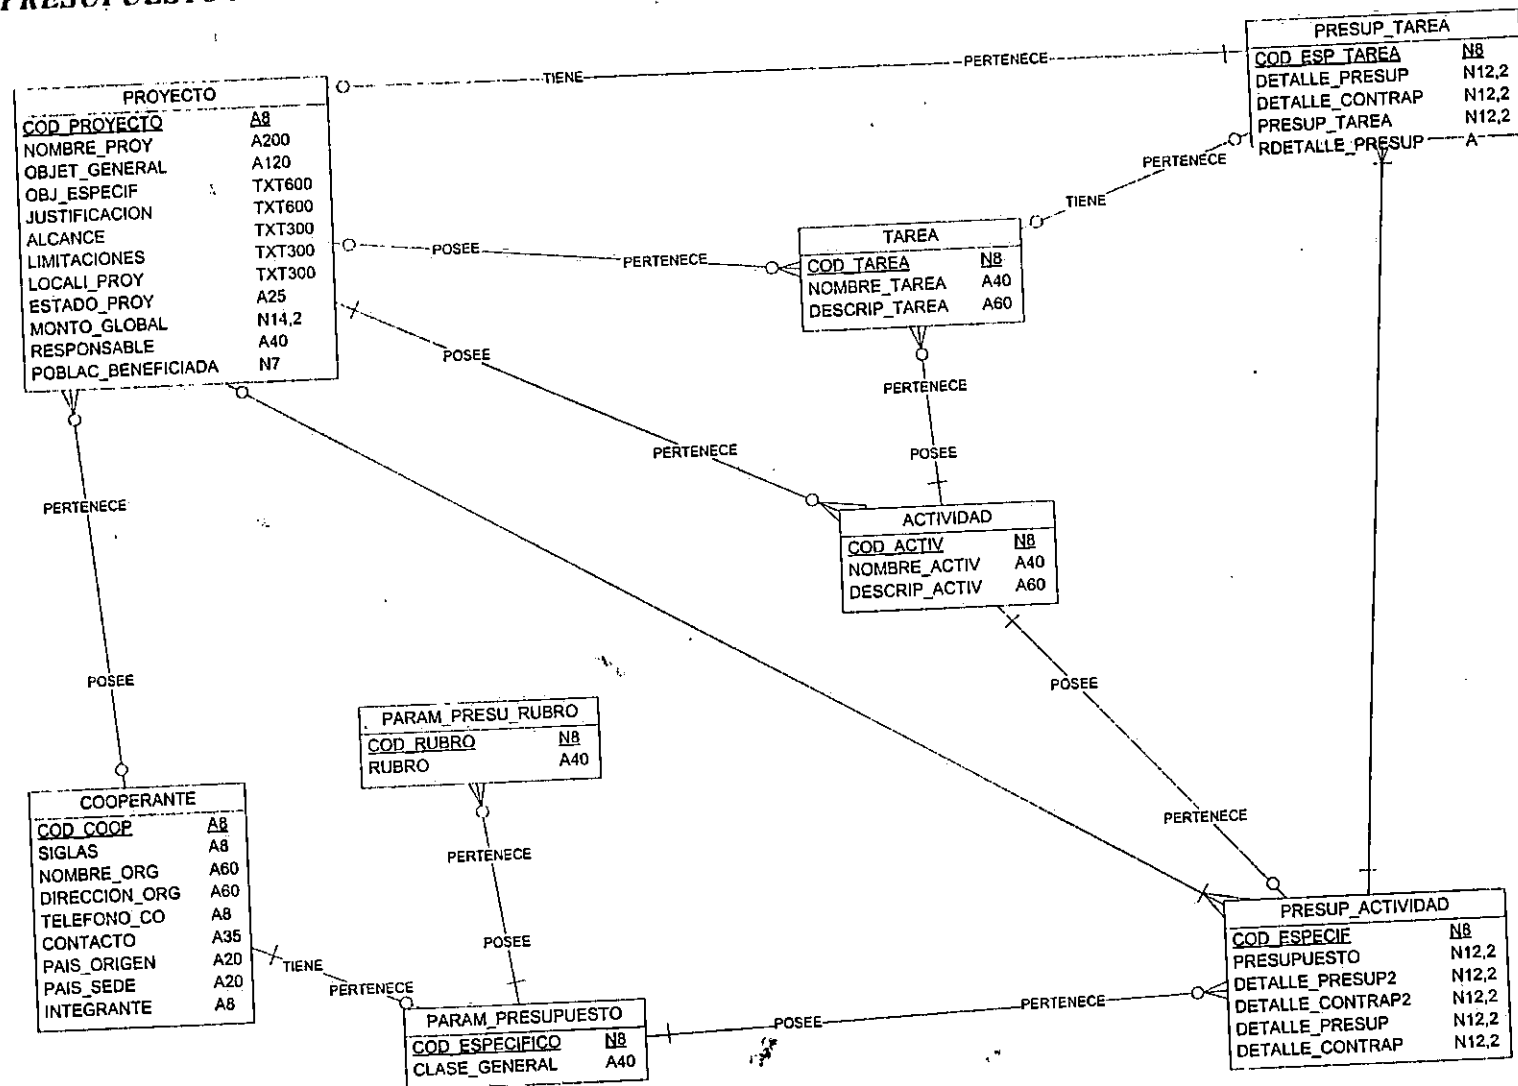 PROYECTO
COD_PROYECTO A8
NOMBRE_PROY A200
OBJET_GENERAL A120
OBJ_ESPECIF TXT600
JUSTIFICACION TXT600
ALCANCE TXT300
LIMITACIONES TXT300
LOCALI_PROY TXT300
ESTADO_PROY A25
MONTO_GLOBAL N14,2
RESPONSABLE A40
POBLAC_BENEFICIADA N7
TIENE
PERTENECE
PRESUP_TAREA
COD_ESP_TAREA N8
DETALLE_PRESUP N12,2
DETALLE_CONTRAP N12,2
PRESUP_TAREA N12,2
RDETALLE_PRESUP A
PERTENECE
TIENE
POSEE
PERTENECE
TAREA
COD_TAREA N8
NOMBRE_TAREA A40
DESCRIP_TAREA A60
POSEE
PERTENECE
PERTENECE
POSEE
ACTIVIDAD
COD_ACTIV N8
NOMBRE_ACTIV A40
DESCRIP_ACTIV A60
PERTENECE
POSEE
POSEE
PERTENECE
PARAM_PRESU_RUBRO
COD_RUBRO N8
RUBRO A40
PERTENECE
POSEE
COOPERANTE
COD_COOP A8
SIGLAS A8
NOMBRE_ORG A60
DIRECCION_ORG A60
TELEFONO_CO A8
CONTACTO A35
PAIS_ORIGEN A20
PAIS_SEDE A20
INTEGRANTE A8
TIENE
PERTENECE
PARAM_PRESUPUESTO
COD_ESPECIFICO N8
CLASE_GENERAL A40
POSEE
PERTENECE
PRESUP_ACTIVIDAD
COD_ESPECIF N8
PRESUPUESTO N12,2
DETALLE_PRESUP2 N12,2
DETALLE_CONTRAP2 N12,2
DETALLE_PRESUP N12,2
DETALLE_CONTRAP N12,2